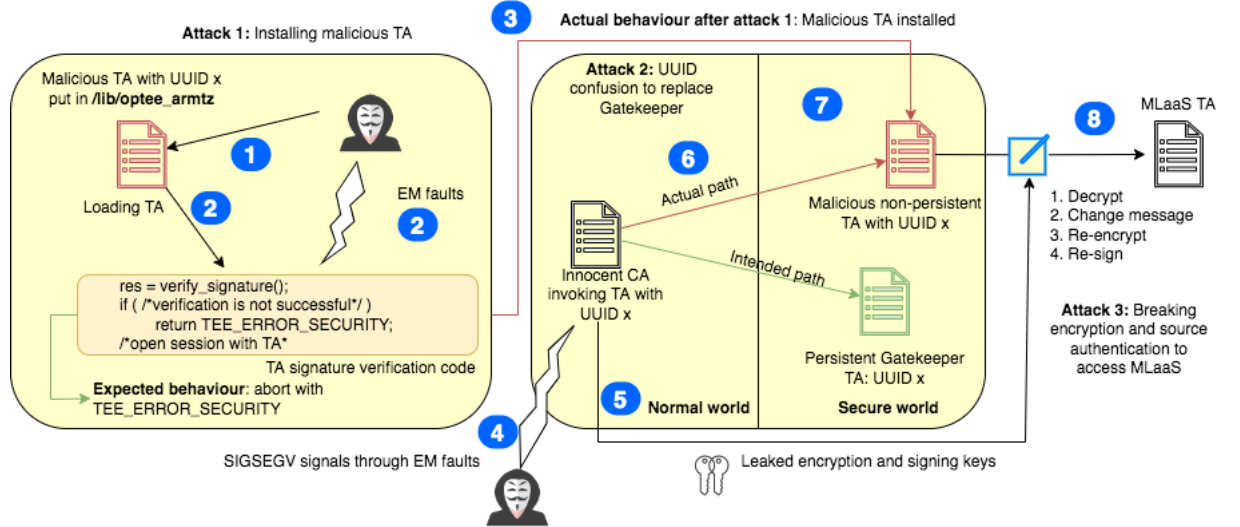 3
Actual behaviour after attack 1: Malicious TA installed
Attack 1: Installing malicious TA
Malicious TA with UUID x
put in /lib/optee_armtz
1
Loading TA
2
EM faults
2
res = verify_signature();
if ( /*verification is not successful*/ )
return TEE_ERROR_SECURITY;
/*open session with TA*
TA signature verification code
Expected behaviour: abort with
TEE_ERROR_SECURITY
Attack 2: UUID
confusion to replace
Gatekeeper
6
Actual path
Innocent CA
invoking TA with
UUID x
Intended path
5
Normal world
7
Malicious non-persistent
TA with UUID x
Persistent Gatekeeper
TA: UUID x
Secure world
4
SIGSEGV signals through EM faults
Leaked encryption and signing keys
8
MLaaS TA
1. Decrypt
2. Change message
3. Re-encrypt
4. Re-sign
Attack 3: Breaking
encryption and source
authentication to
access MLaaS